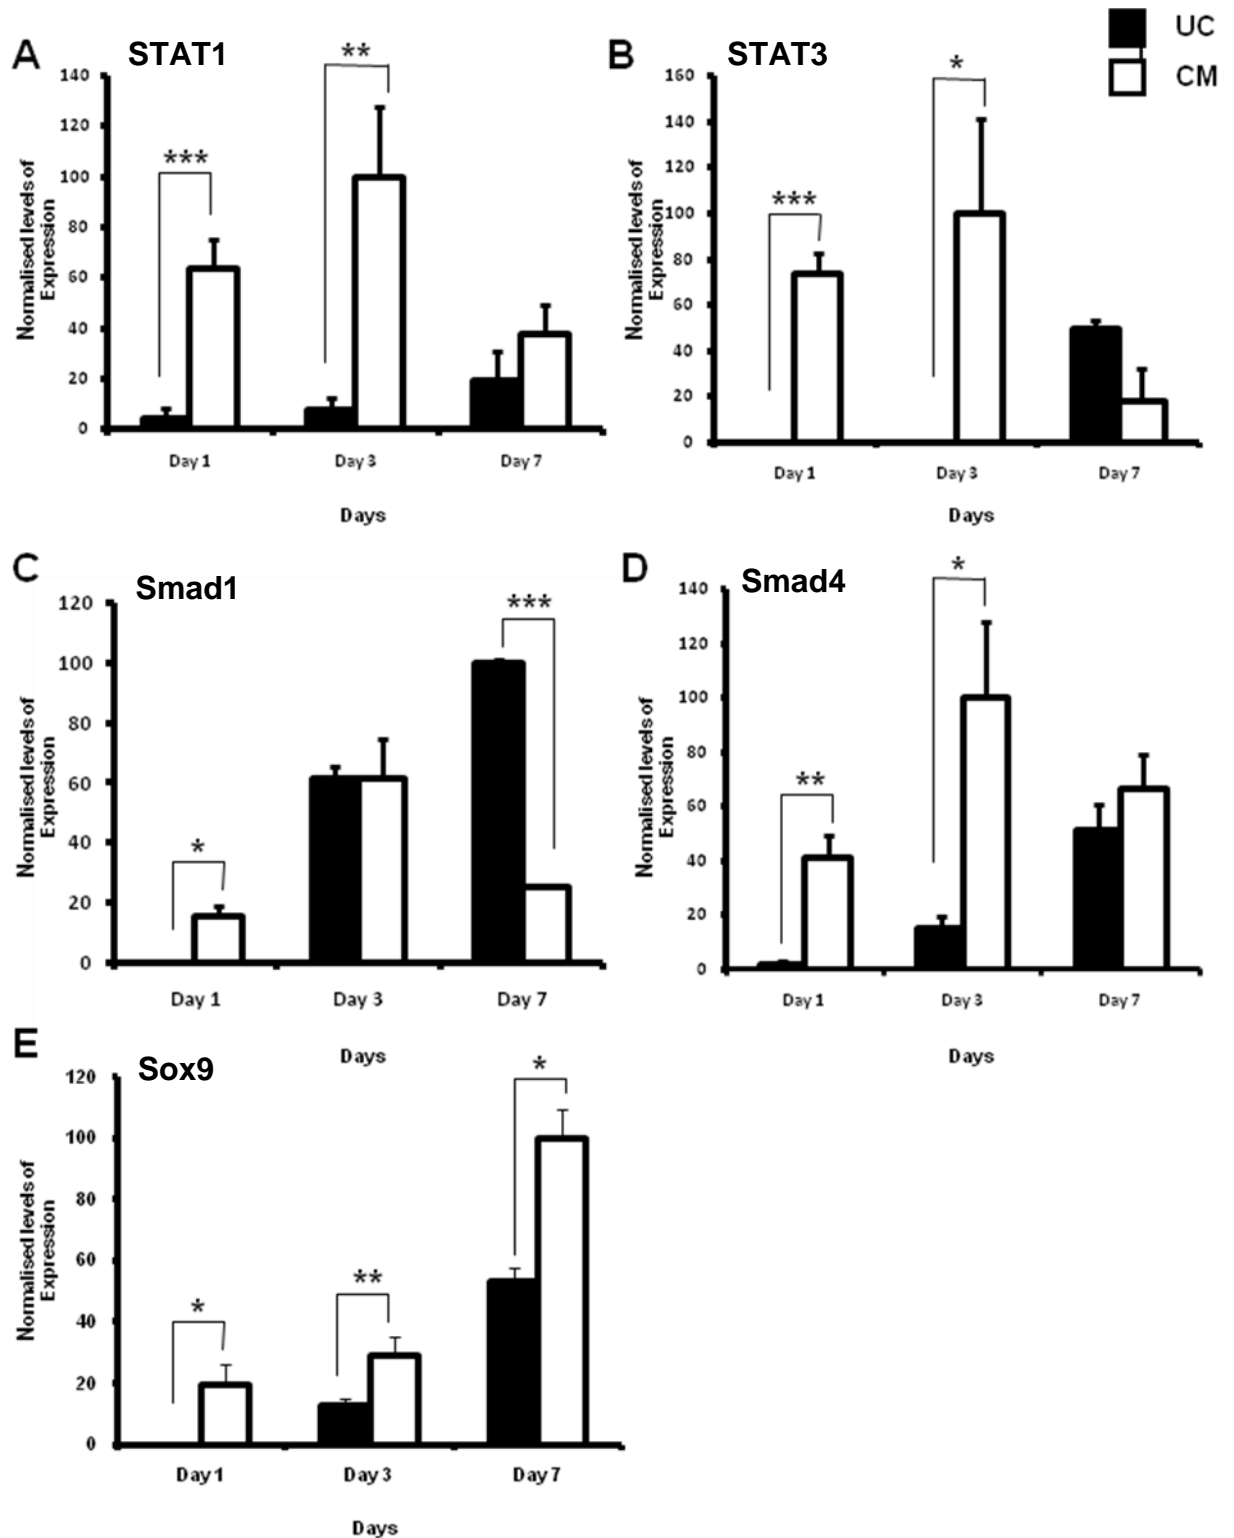 UC
CM
A
STAT1
**
***
140
120
100
80
60
40
20
0
Normalised levels of
Expression
Day 1
Day 3
Day 7
Days
B
STAT3
*
***
160
140
120
100
80
60
40
20
0
Normalised levels of
Expression
Day 1
Day 3
Day 7
Days
C
Smad1
***
*
120
100
80
60
40
20
0
Normalised levels of
Expression
Day 1
Day 3
Day 7
Days
D
Smad4
*
**
140
120
100
80
60
40
20
0
Normalised levels of
Expression
Day 1
Day 3
Day 7
Days
E
Sox9
*
**
*
120
100
80
60
40
20
0
Normalised levels of
Expression
Day 1
Day 3
Day 7
Days